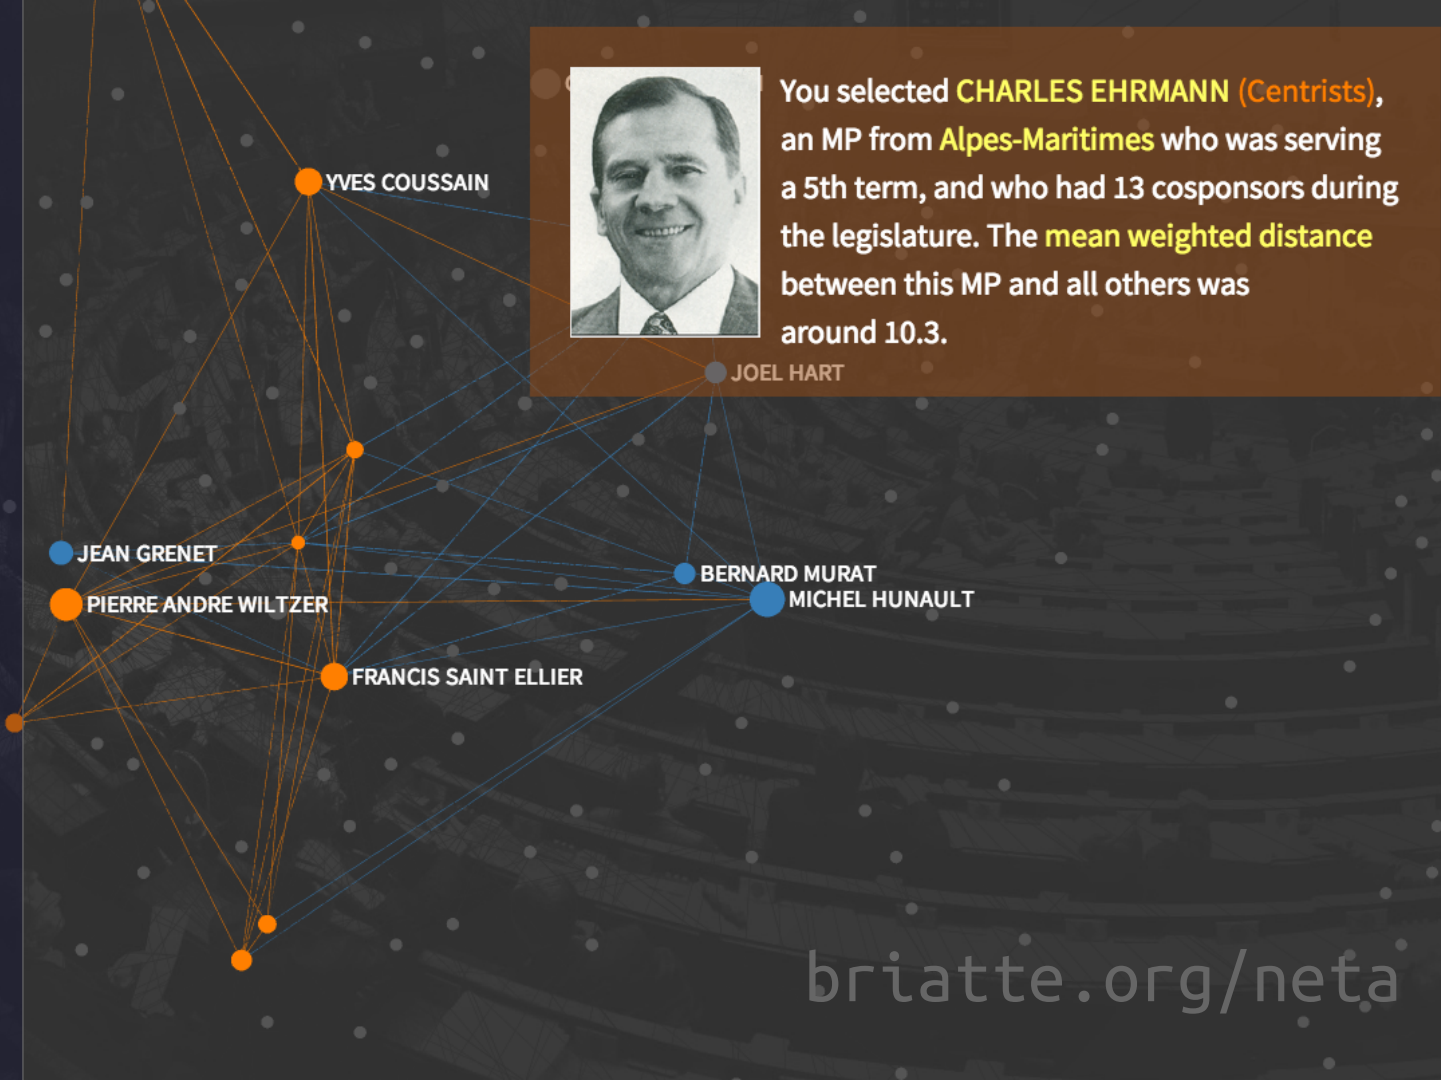 You selected CHARLES EHRMANN (Centrists),
an MP from Alpes-Maritimes who was serving
a 5th term, and who had 13 cosponsors during
the legislature. The mean weighted distance
between this MP and all others was
around 10.3.
YVES COUSSAIN
JOEL HART
JEAN GRENET
BERNARD MURAT
PIERRE ANDRE WILTZER
MICHEL HUNAULT
FRANCIS SAINT ELLIER
briatte.org/neta